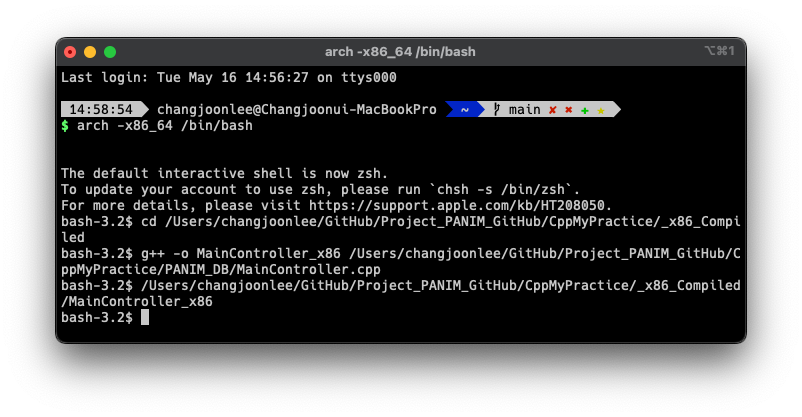 arch -x86_64 /bin/bash
⌥⌘1
Last login: Tue May 16 14:56:27 on ttys000
14:58:54 changjoonlee@Changjoonui-MacBookPro ~ main ✘ ✖ ✚ ★
$ arch -x86_64 /bin/bash
The default interactive shell is now zsh.
To update your account to use zsh, please run `chsh -s /bin/zsh`.
For more details, please visit https://support.apple.com/kb/HT208050.
bash-3.2$ cd /Users/changjoonlee/GitHub/Project_PANIM_GitHub/CppMyPractice/_x86_Compi
led
bash-3.2$ g++ -o MainController_x86 /Users/changjoonlee/GitHub/Project_PANIM_GitHub/C
ppMyPractice/PANIM_DB/MainController.cpp
bash-3.2$ /Users/changjoonlee/GitHub/Project_PANIM_GitHub/CppMyPractice/_x86_Compiled
/MainController_x86
bash-3.2$